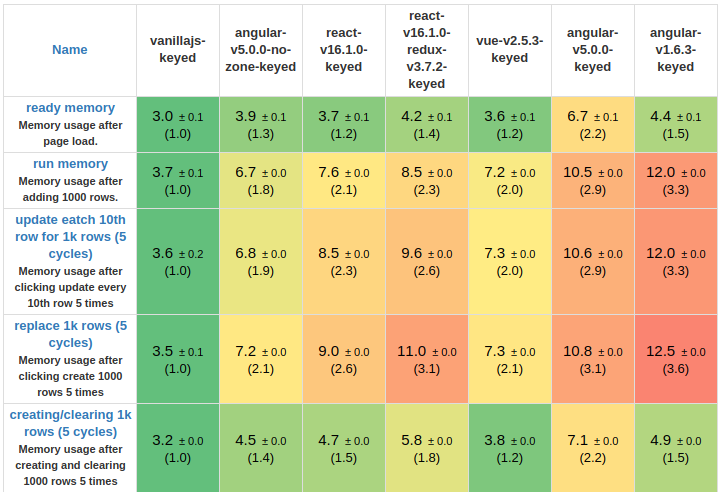 Name
vanillajs-
keyed
angular-
v5.0.0-no-
zone-keyed
react-
v16.1.0-
keyed
react-
v16.1.0-
redux-
v3.7.2-
keyed
vue-v2.5.3-
keyed
angular-
v5.0.0-
keyed
angular-
v1.6.3-
keyed
ready memory
Memory usage after
page load.
3.0 ± 0.1
(1.0)
3.9 ± 0.1
(1.3)
3.7 ± 0.1
(1.2)
4.2 ± 0.1
(1.4)
3.6 ± 0.1
(1.2)
6.7 ± 0.1
(2.2)
4.4 ± 0.1
(1.5)
run memory
Memory usage after
adding 1000 rows.
3.7 ± 0.1
(1.0)
6.7 ± 0.0
(1.8)
7.6 ± 0.0
(2.1)
8.5 ± 0.0
(2.3)
7.2 ± 0.0
(2.0)
10.5 ± 0.0
(2.9)
12.0 ± 0.0
(3.3)
update eatch 10th
row for 1k rows (5
cycles)
Memory usage after
clicking update every
10th row 5 times
3.6 ± 0.2
(1.0)
6.8 ± 0.0
(1.9)
8.5 ± 0.0
(2.3)
9.6 ± 0.0
(2.6)
7.3 ± 0.0
(2.0)
10.6 ± 0.0
(2.9)
12.0 ± 0.0
(3.3)
replace 1k rows (5
cycles)
Memory usage after
clicking create 1000
rows 5 times
3.5 ± 0.1
(1.0)
7.2 ± 0.0
(2.1)
9.0 ± 0.0
(2.6)
11.0 ± 0.0
(3.1)
7.3 ± 0.0
(2.1)
10.8 ± 0.0
(3.1)
12.5 ± 0.0
(3.6)
creating/clearing 1k
rows (5 cycles)
Memory usage after
creating and clearing
1000 rows 5 times
3.2 ± 0.0
(1.0)
4.5 ± 0.0
(1.4)
4.7 ± 0.0
(1.5)
5.8 ± 0.0
(1.8)
3.8 ± 0.0
(1.2)
7.1 ± 0.0
(2.2)
4.9 ± 0.0
(1.5)